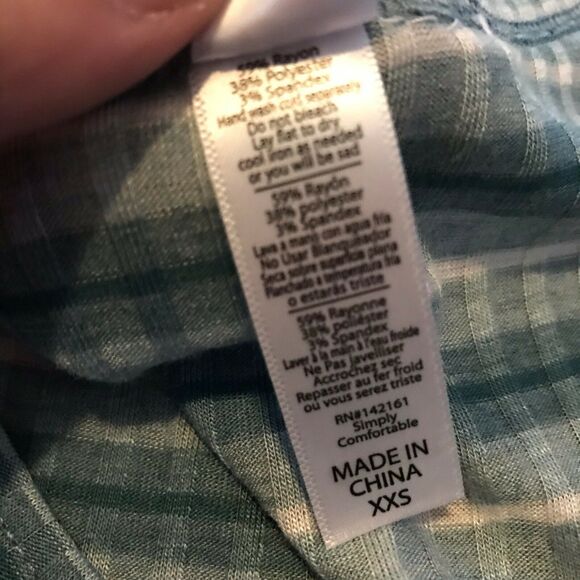 59% Rayon
38% Polyester
3% Spandex
Hand wash cold separately
Do not bleach
Lay flat to dry
cool iron as needed
or you will be sad
59% Rayón
38% polyester
3% Spandex
Lave à mano con agua fría
No Usar Blanqueador
Seca sobre superficie plana
Planchado a temperatura fría
o estarás triste
59% Rayonne
38% poliéster
3% Spandex
Laver à la main à l'eau froide
Ne Pas javelliser
Accrochez sec
Repasser au fer froid
ou vous serez triste
RN#142161
Simply
Comfortable
MADE IN
CHINA
XXS